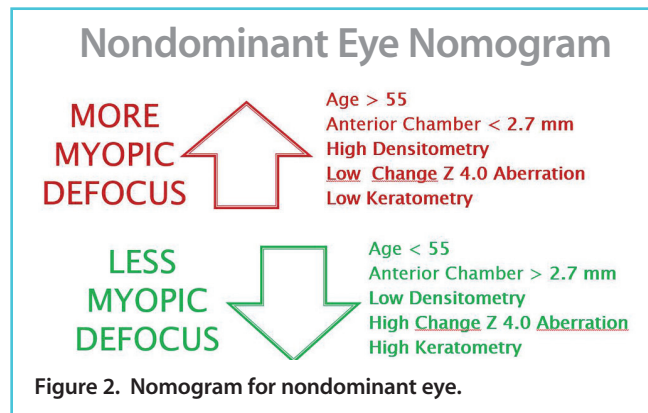 Nondominant Eye Nomogram
MORE
MYOPIC
DEFOCUS
Age > 55
Anterior Chamber < 2.7 mm
High Densitometry
Low Change Z 4.0 Aberration
Low Keratometry
LESS
MYOPIC
DEFOCUS
Age < 55
Anterior Chamber > 2.7 mm
Low Densitometry
High Change Z 4.0 Aberration
High Keratometry
Figure 2. Nomogram for nondominant eye.